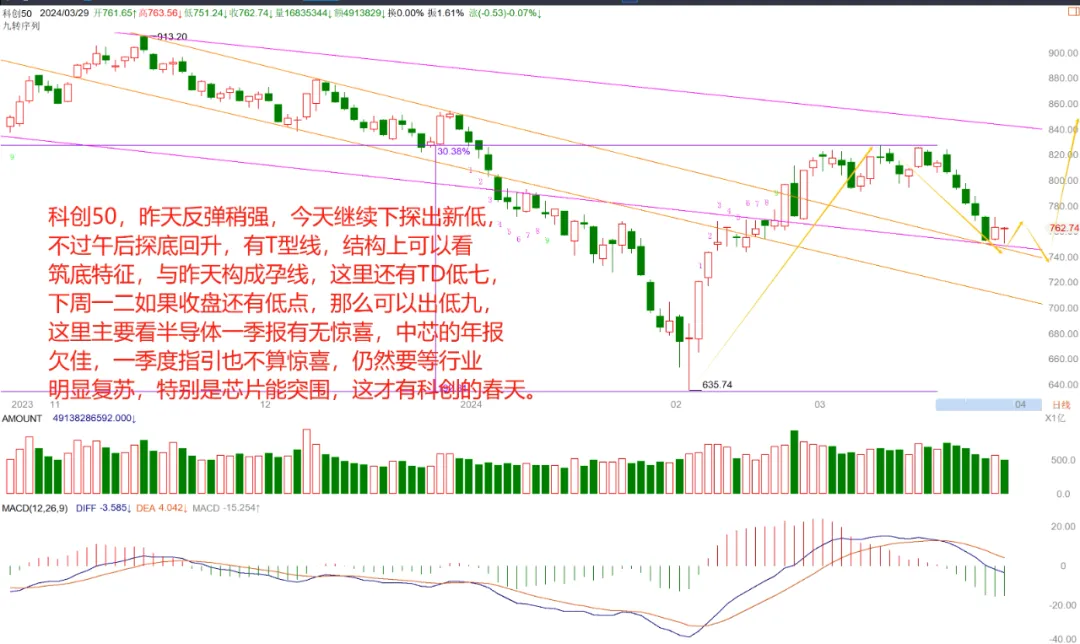 科创50 2024/03/29 开761.65↑高763.56↓低751.24↓收762.74↓量16835344↓额4913829↓换0.00% 振1.61% 涨(-0.53)-0.07%↓
九转序列
913.20
900.00
880.00
860.00
840.00
820.00
800.00
780.00
762.74
740.00
720.00
700.00
680.00
660.00
640.00
30.38%
科创50，昨天反弹稍强，今天继续下探出新低，
不过午后探底回升，有T型线，结构上可以看
筑底特征，与昨天构成孕线，这里还有TD低七，
下周一二如果收盘还有低点，那么可以出低九，
这里主要看半导体一季报有无惊喜，中芯的年报
欠佳，一季度指引也不算惊喜，仍然要等行业
明显复苏，特别是芯片能突围，这才有科创的春天。
635.74
2023 11 12 2024 02 03 04 日线
AMOUNT 49138286592.000↓ X1亿
500.0
0.0
MACD(12,26,9) DIFF -3.585↓ DEA 4.042↓ MACD -15.254↑
20.00
0
-20.00
-40.00